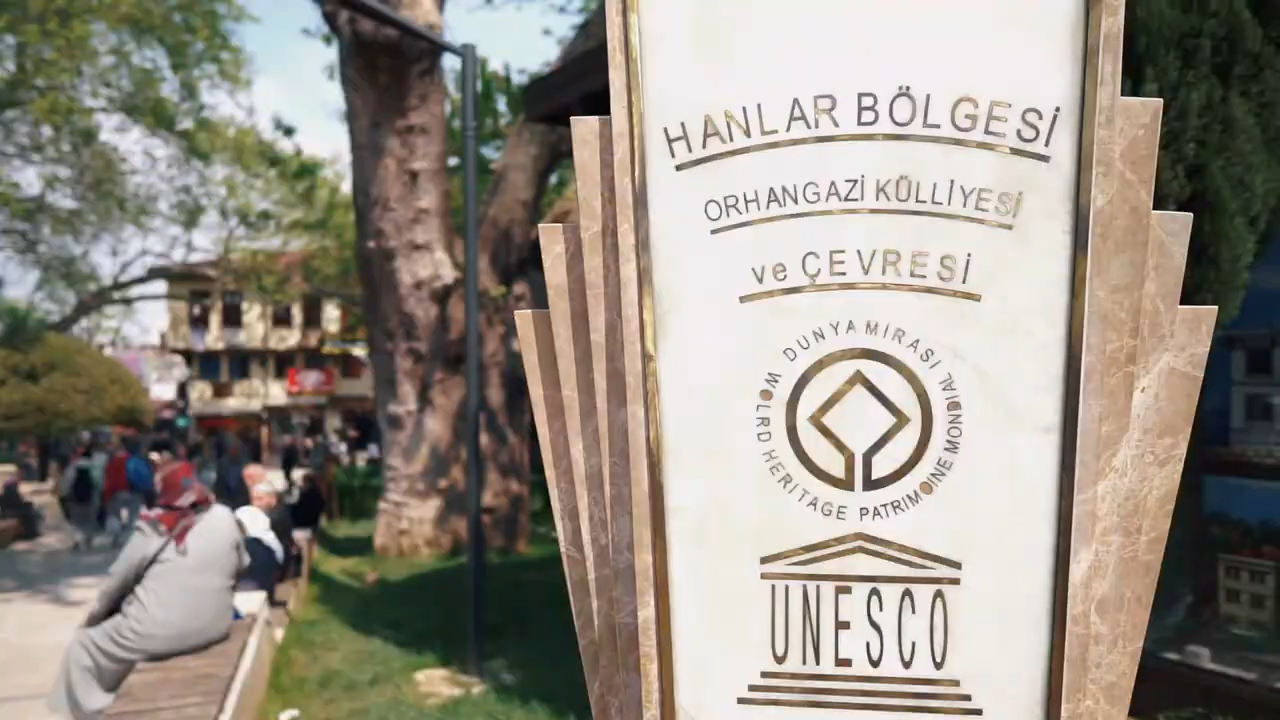 HANLAR BÖLGESİ
ORHANGAZİ KÜLLİYESİ
ve ÇEVRESİ
DUNYA MIRASI
WOLRD HERITAGE PATRIMOINE MONDIAL
UNESCO